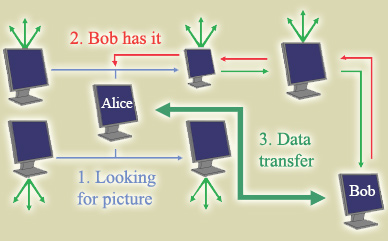 2. Bob has it
Alice
3. Data
transfer
1. Looking
for picture
Bob